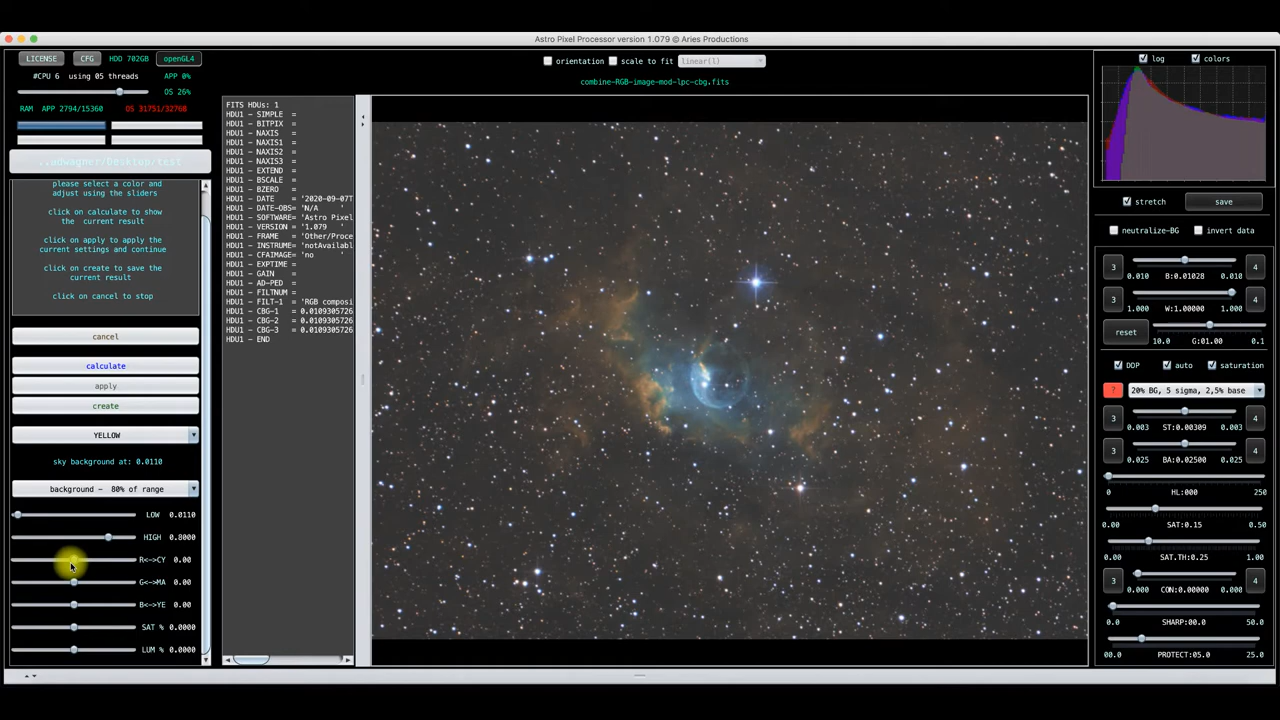 Astro Pixel Processor version 1.079 © Aries Productions
LICENSE CFG HDD 702GB openGL4
#CPU 6 using 05 threads APP 0%
OS 26%
RAM APP 2794/15360 OS 31751/32768
..udwagner/Desktop/test
please select a color and
adjust using the sliders
click on calculate to show
the current result
click on apply to apply the
current settings and continue
click on create to save the
current result
click on cancel to stop
cancel
calculate
apply
create
YELLOW
sky background at: 0.0110
background - 80% of range
LOW 0.0110
HIGH 0.8000
R<->CY 0.00
G<->MA 0.00
B<->YE 0.00
SAT % 0.0000
LUM % 0.0000
FITS HDUs: 1
HDU1 - SIMPLE =
HDU1 - BITPIX =
HDU1 - NAXIS =
HDU1 - NAXIS1 =
HDU1 - NAXIS2 =
HDU1 - NAXIS3 =
HDU1 - EXTEND =
HDU1 - BSCALE =
HDU1 - BZERO =
HDU1 - DATE = '2020-09-07T
HDU1 - DATE-OBS= 'N/A '
HDU1 - SOFTWARE= 'Astro Pixel
HDU1 - VERSION = '1.079 '
HDU1 - FRAME = 'Other/Proce
HDU1 - INSTRUME= 'notAvailabl
HDU1 - CFAIMAGE= 'no '
HDU1 - EXPTIME =
HDU1 - GAIN =
HDU1 - AD-PED =
HDU1 - FILTNUM =
HDU1 - FILT-1 = 'RGB composi
HDU1 - CBG-1 = 0.0109305726
HDU1 - CBG-2 = 0.0109305726
HDU1 - CBG-3 = 0.0109305726
HDU1 - END
orientation scale to fit linear(l)
combine-RGB-image-mod-lpc-cbg.fits
log colors
stretch save
neutralize-BG invert data
3 4
0.010 B:0.01028 0.010
3 4
1.000 W:1.00000 1.000
reset
10.0 G:01.00 0.1
DDP auto saturation
? 20% BG, 5 sigma, 2,5% base
3 4
0.003 ST:0.00309 0.003
3 4
0.025 BA:0.02500 0.025
0 HL:000 250
0.00 SAT:0.15 0.50
0.00 SAT.TH:0.25 1.00
3 4
0.000 CON:0.00000 0.000
0.0 SHARP:00.0 50.0
00.0 PROTECT:05.0 25.0